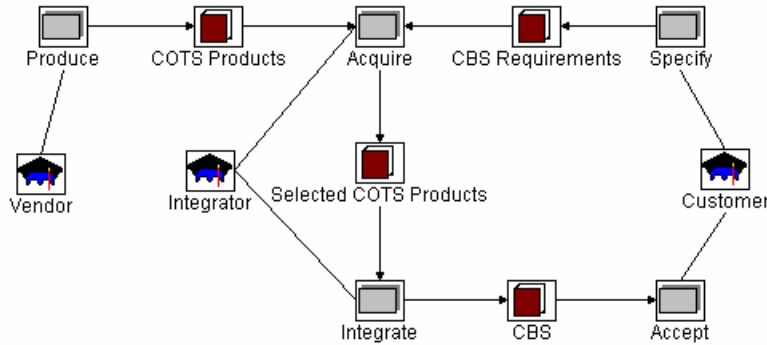 Produce
COTS Products
Acquire
CBS Requirements
Specify
Vendor
Integrator
Selected COTS Products
Customer
Integrate
CBS
Accept